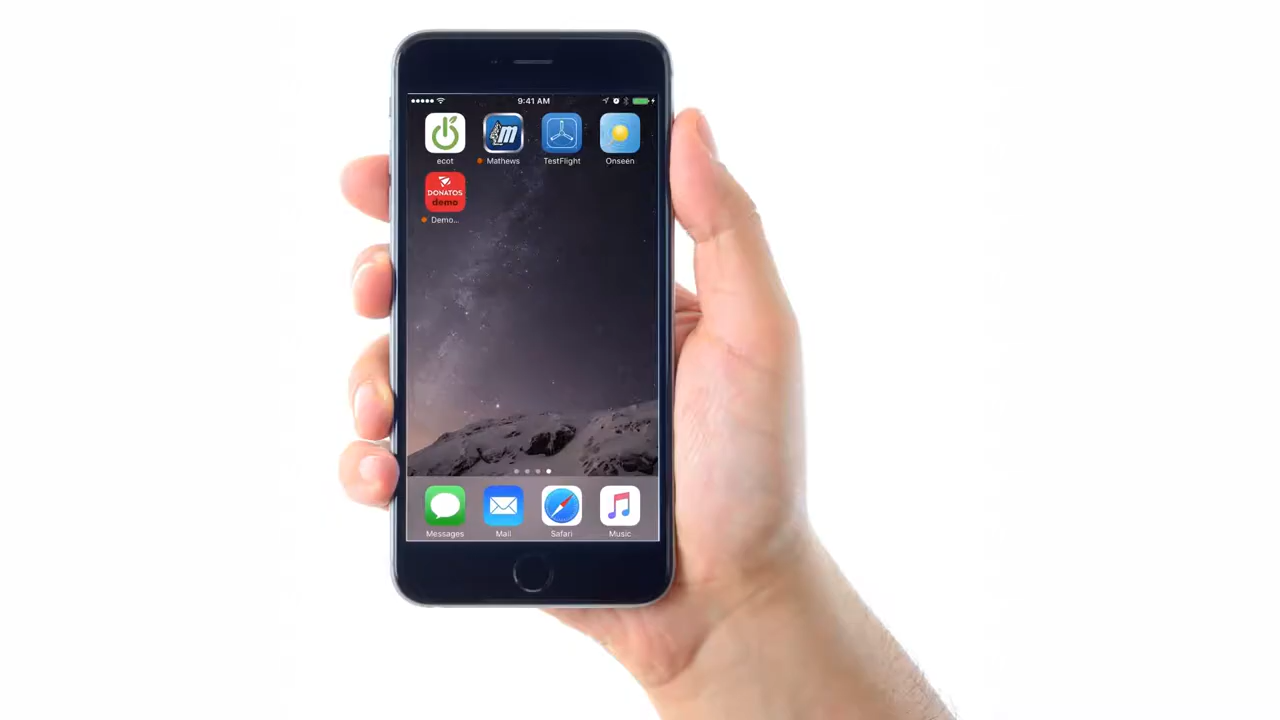 9:41 AM
ecot
m
Mathews
TestFlight
Onseen
DONATOS
demo
Demo...
Messages
Mail
Safari
Music